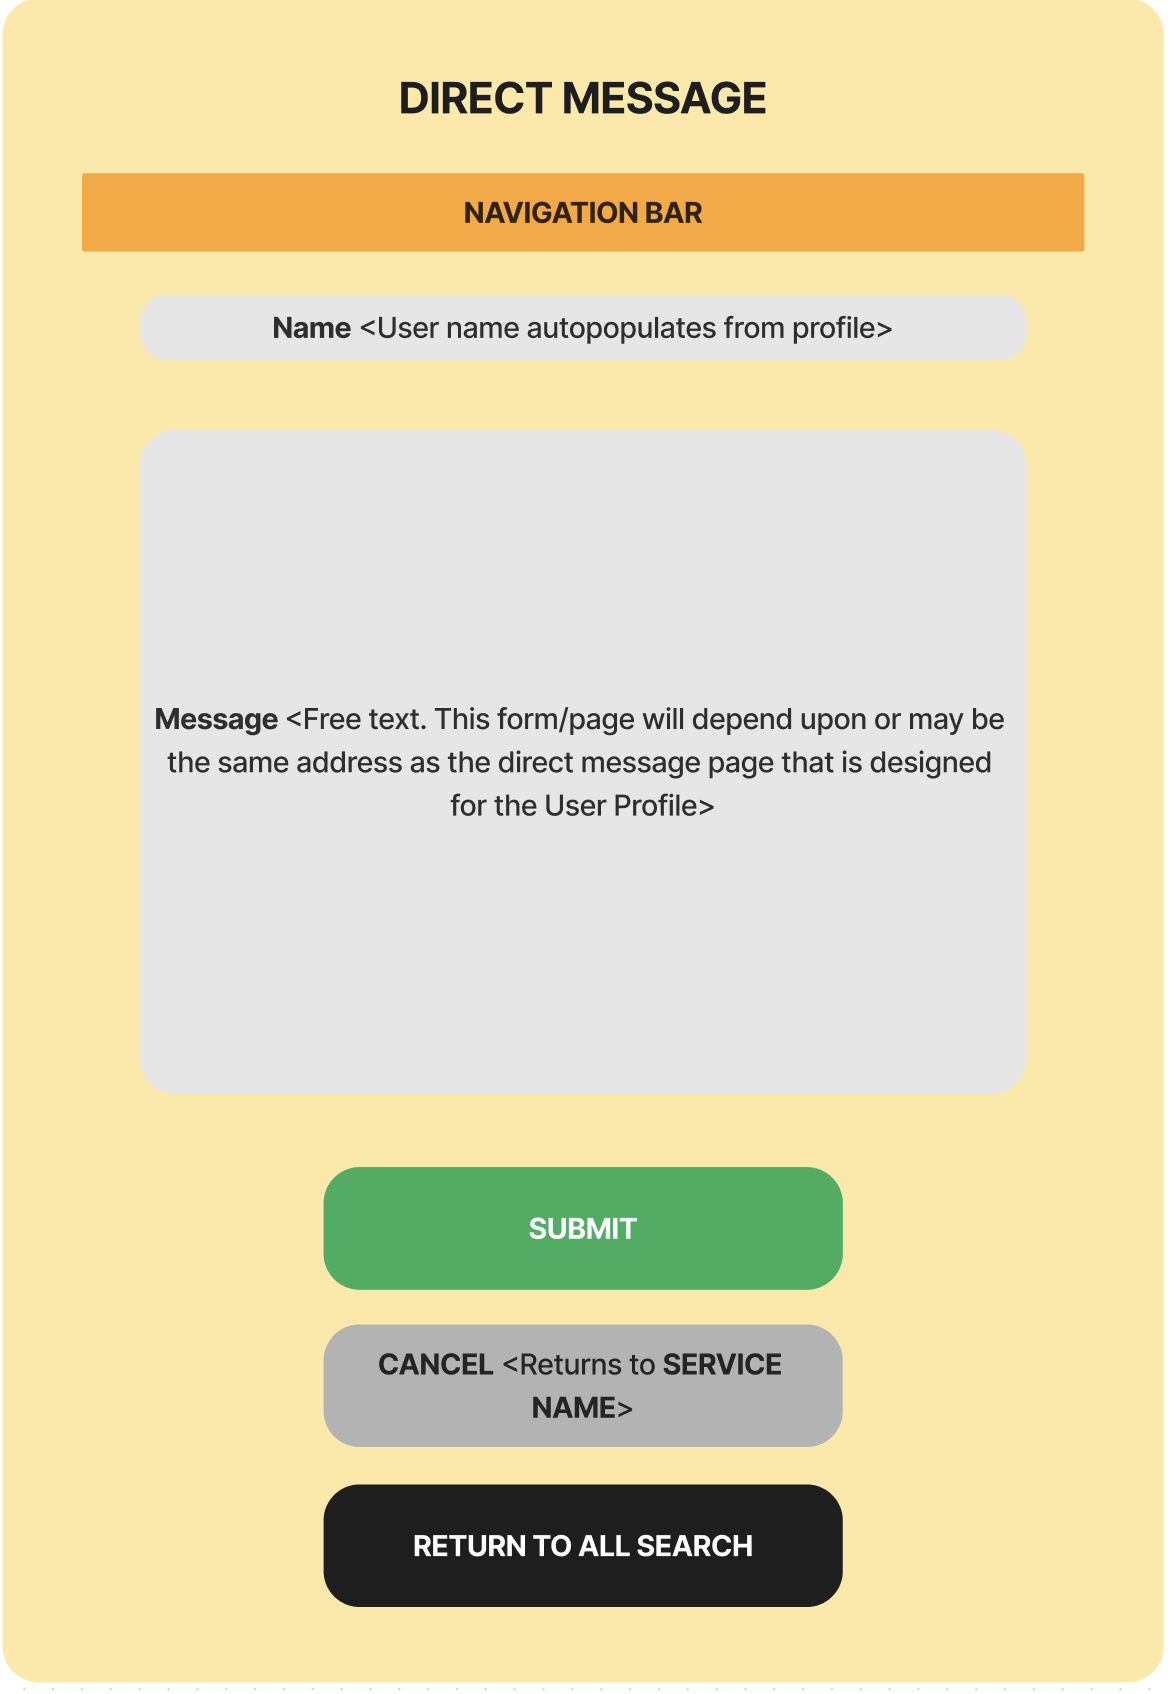 DIRECT MESSAGE
NAVIGATION BAR
Name <User name autopopulates from profile>
Message <Free text. This form/page will depend upon or may be
the same address as the direct message page that is designed
for the User Profile>
SUBMIT
CANCEL <Returns to SERVICE
NAME>
RETURN TO ALL SEARCH